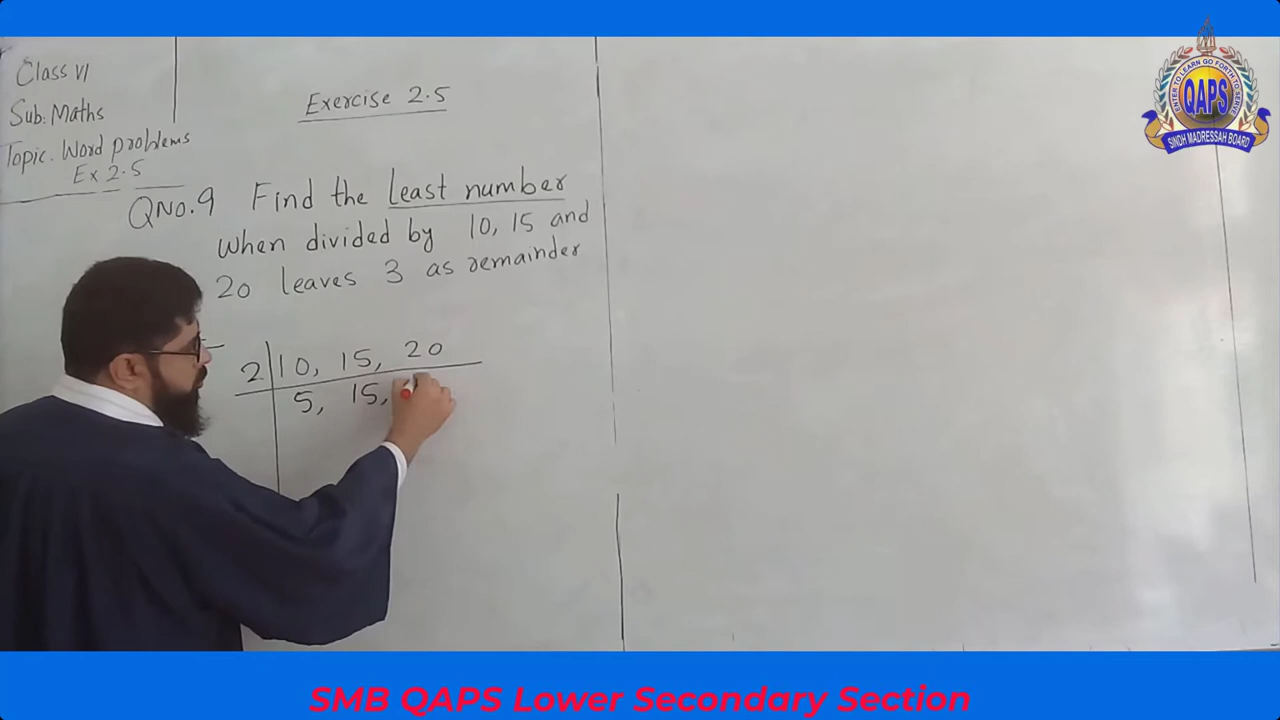 Class VI
Sub: Maths
Topic. Word problems
Ex 2.5
Exercise 2.5
QNO.9 Find the Least number
when divided by 10, 15 and
20 leaves 3 as remainder
2 10, 15, 20
5, 15,
ENTER TO LEARN GO FORTH TO SERVE
QAPS
SINDH MADRESSAH BOARD
SMB QAPS Lower Secondary Section